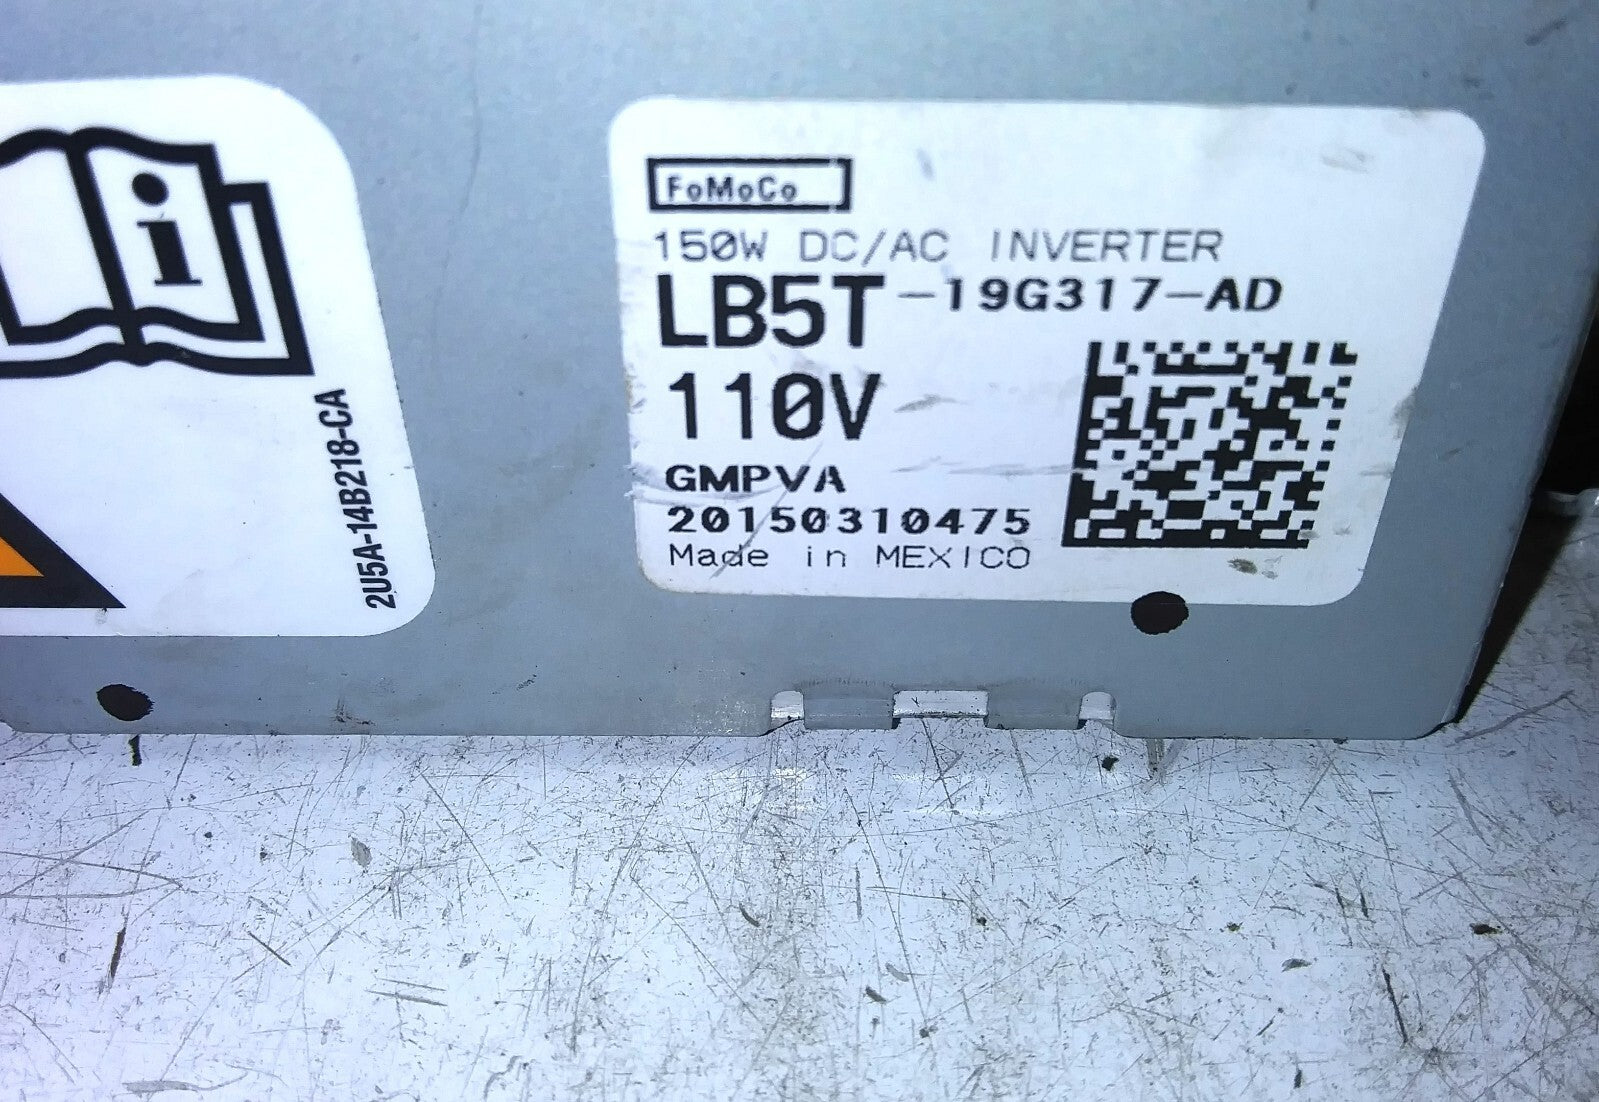 FoMoCo
150W DC/AC INVERTER
LB5T-19G317-AD
110V
GMPVA
20150310475
Made in MEXICO
i
2U5A-14B218-CA